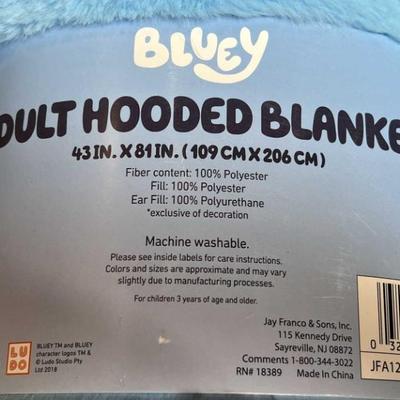 BLUEY
DULT HOODED BLANKE
43 IN. X 81 IN. (109 CM X 206 CM)
Fiber content: 100% Polyester
Fill: 100% Polyester
Ear Fill: 100% Polyurethane
*exclusive of decoration
Machine washable.
Please see inside labels for care instructions.
Colors and sizes are approximate and may vary
slightly due to manufacturing processes.
For children 3 years of age and older.
LU
DO
BLUEY TM and BLUEY
character logos TM &
© Ludo Studio Pty
Ltd 2018
Jay Franco & Sons, Inc.
115 Kennedy Drive
Sayreville, NJ 08872
Comments 1-800-344-3022
RN# 18389 Made In China
0 32
JFA12